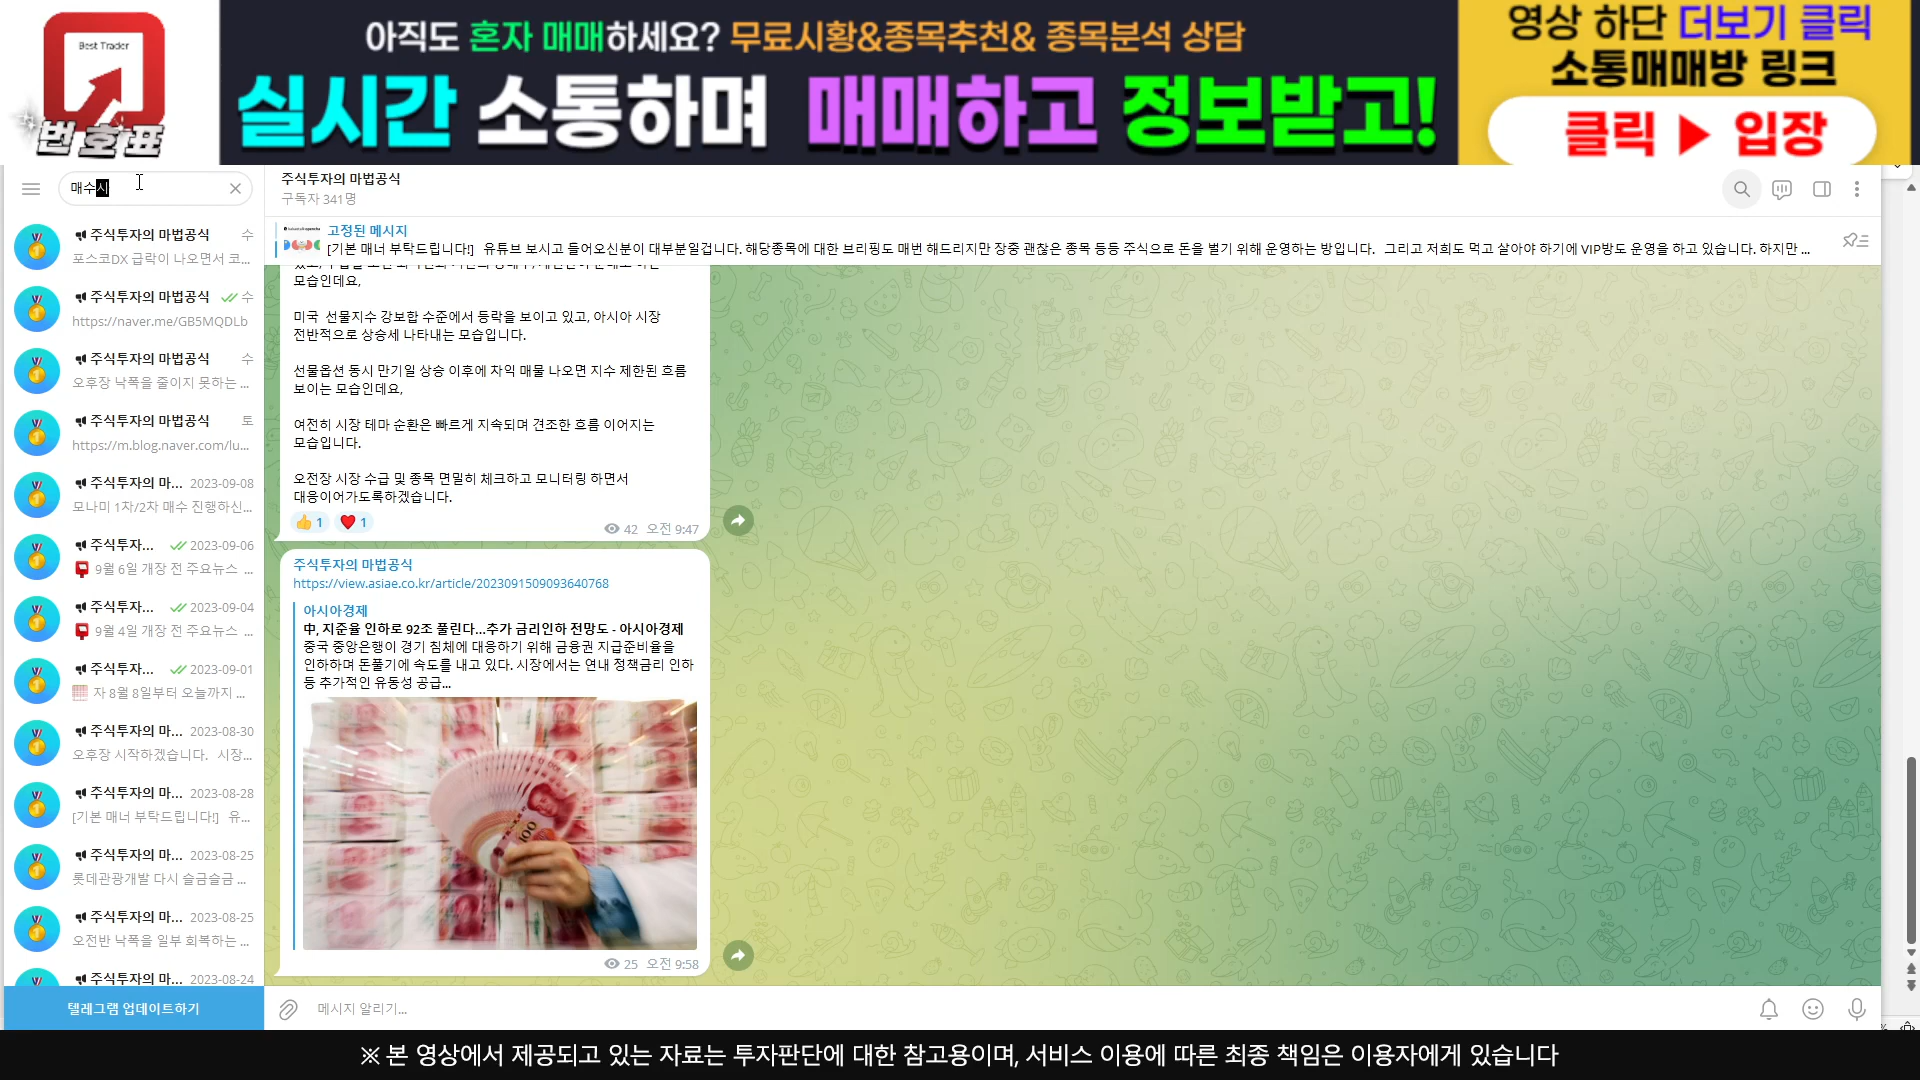 Best Trader
번호표
아직도 혼자 매매하세요? 무료시황&종목추천& 종목분석 상담
실시간 소통하며 매매하고 정보받고!
영상 하단 더보기 클릭
소통매매방 링크
클릭 ▶ 입장
매수시
주식투자의 마법공식 수
포스코DX 급락이 나오면서 코...
주식투자의 마법공식 수
https://naver.me/GB5MQDLb
주식투자의 마법공식 수
오후장 낙폭을 줄이지 못하는 ...
주식투자의 마법공식 토
https://m.blog.naver.com/lu...
주식투자의 마... 2023-09-08
모나미 1차/2차 매수 진행하신...
주식투자... 2023-09-06
9월 6일 개장 전 주요뉴스 ...
주식투자... 2023-09-04
9월 4일 개장 전 주요뉴스 ...
주식투자... 2023-09-01
자 8월 8일부터 오늘까지 ...
주식투자의 마... 2023-08-30
오후장 시작하겠습니다. 시장...
주식투자의 마... 2023-08-28
[기본 매너 부탁드립니다!] 유...
주식투자의 마... 2023-08-25
롯데관광개발 다시 슬금슬금 ...
주식투자의 마... 2023-08-25
오전반 낙폭을 일부 회복하는 ...
주식투자의 마... 2023-08-24
텔레그램 업데이트하기
주식투자의 마법공식
구독자 341명
고정된 메시지
[기본 매너 부탁드립니다!] 유튜브 보시고 들어오신분이 대부분일겁니다. 해당종목에 대한 브리핑도 매번 해드리지만 장중 괜찮은 종목 등등 주식으로 돈을 벌기 위해 운영하는 방입니다. 그리고 저희도 먹고 살아야 하기에 VIP방도 운영을 하고 있습니다. 하지만 ...
모습인데요,
미국 선물지수 강보합 수준에서 등락을 보이고 있고, 아시아 시장
전반적으로 상승세 나타내는 모습입니다.
선물옵션 동시 만기일 상승 이후에 차익 매물 나오면 지수 제한된 흐름
보이는 모습인데요,
여전히 시장 테마 순환은 빠르게 지속되며 견조한 흐름 이어지는
모습입니다.
오전장 시장 수급 및 종목 면밀히 체크하고 모니터링 하면서
대응이어가도록하겠습니다.
👍 1 ❤ 1
42 오전 9:47
주식투자의 마법공식
https://view.asiae.co.kr/article/2023091509093640768
아시아경제
中, 지준율 인하로 92조 풀린다...추가 금리인하 전망도 - 아시아경제
중국 중앙은행이 경기 침체에 대응하기 위해 금융권 지급준비율을
인하하며 돈풀기에 속도를 내고 있다. 시장에서는 연내 정책금리 인하
등 추가적인 유동성 공급...
100
25 오전 9:58
메시지 알리기...
※ 본 영상에서 제공되고 있는 자료는 투자판단에 대한 참고용이며, 서비스 이용에 따른 최종 책임은 이용자에게 있습니다